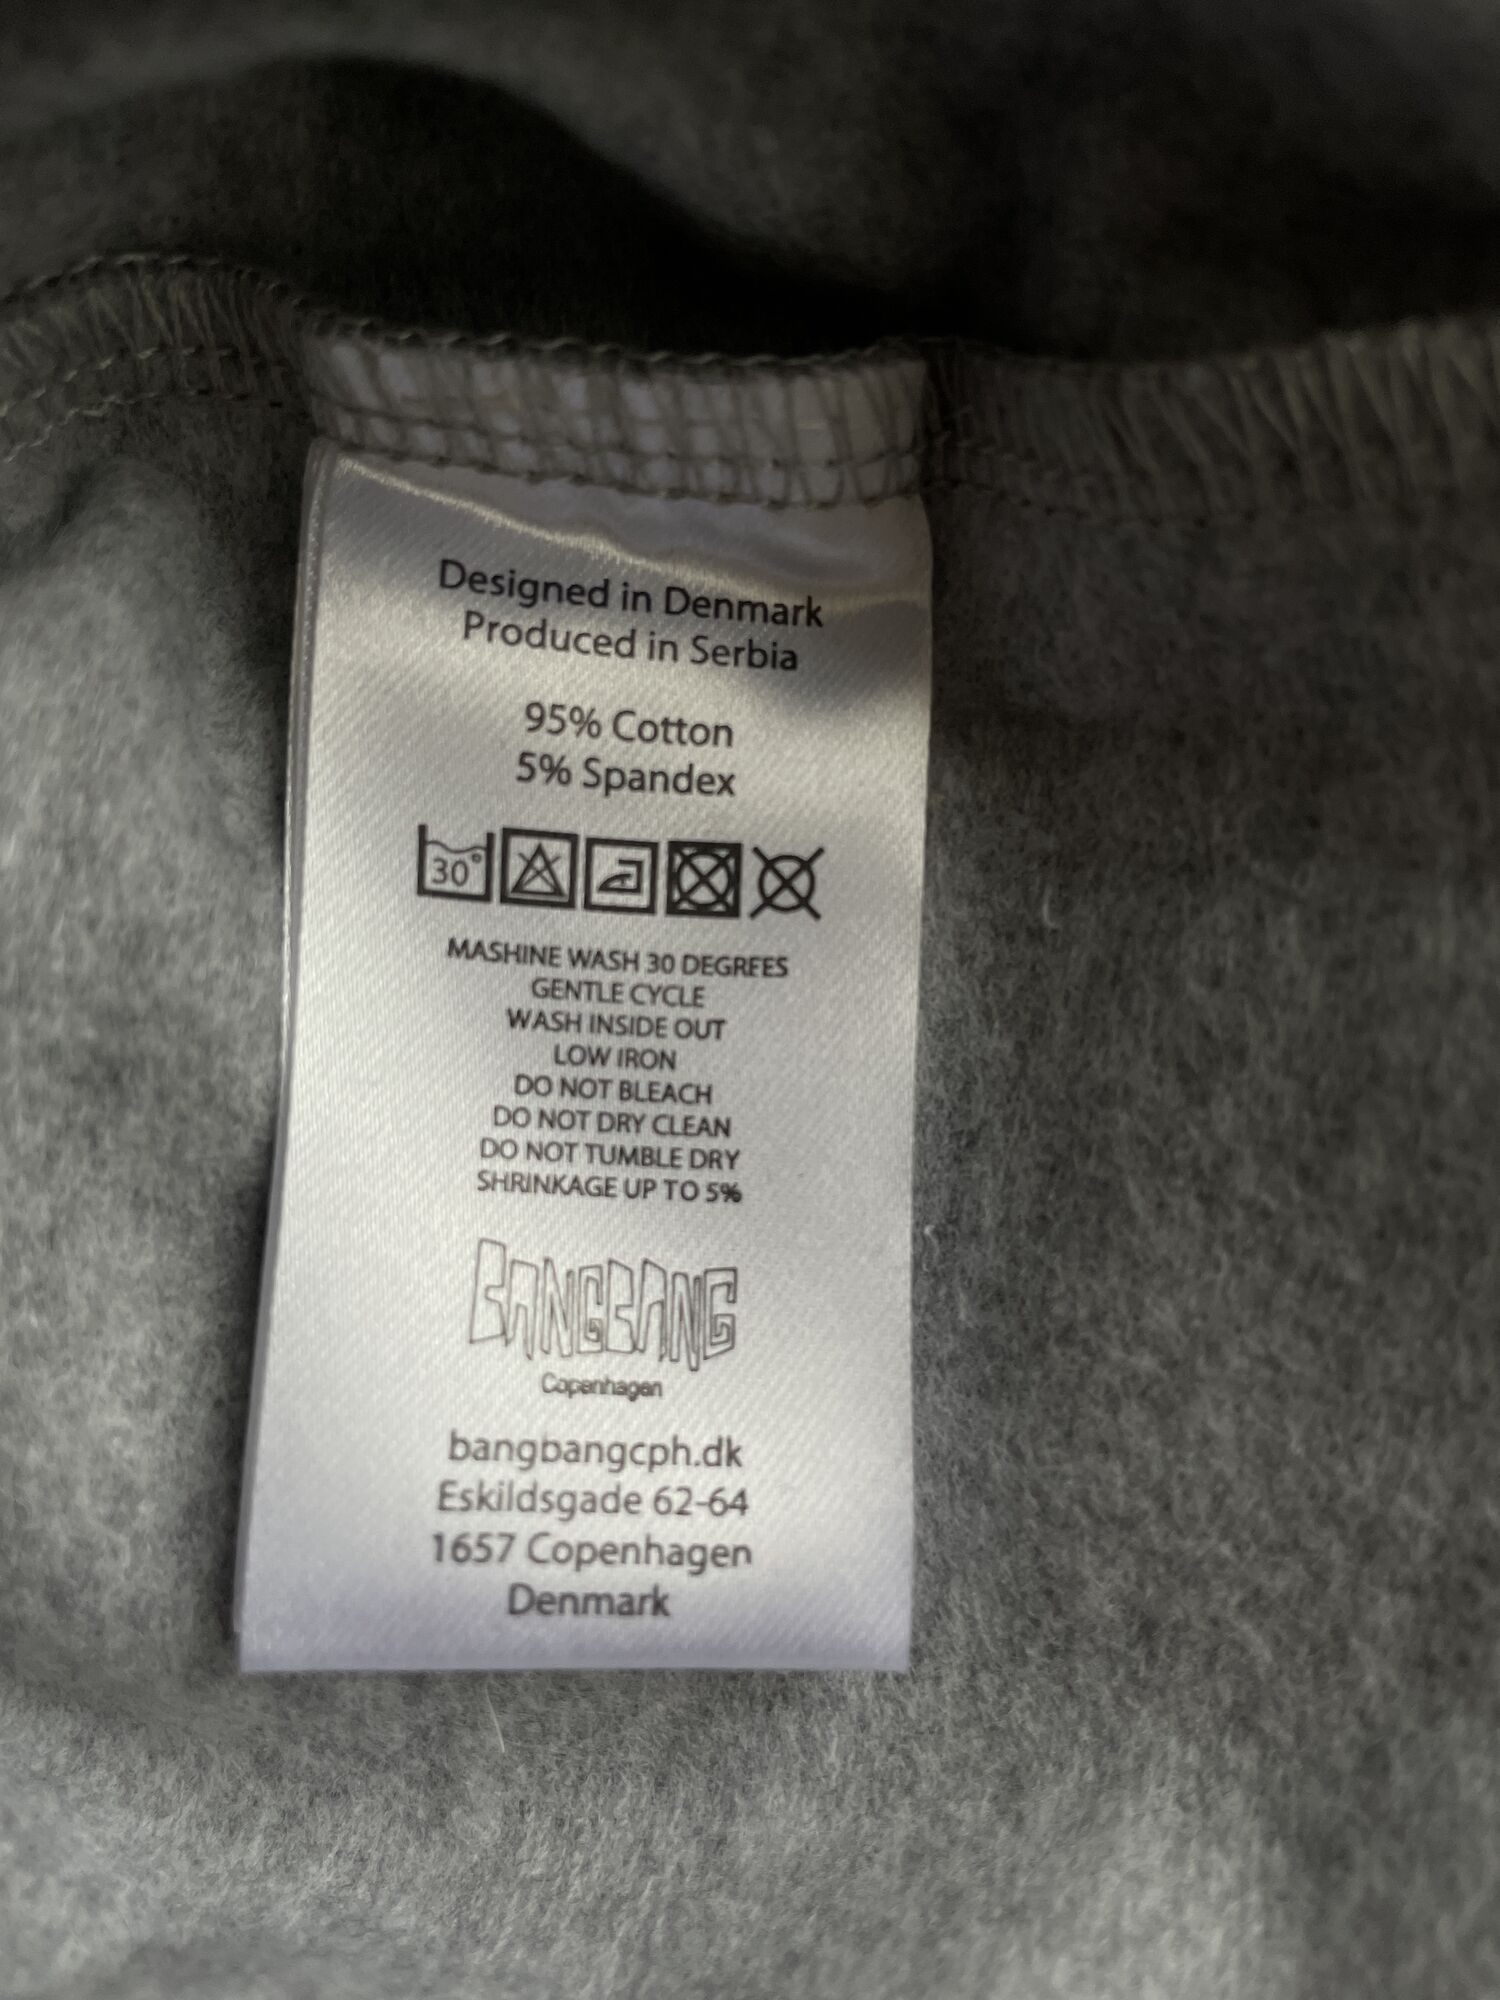 Designed in Denmark
Produced in Serbia
95% Cotton
5% Spandex
30°
MASHINE WASH 30 DEGREES
GENTLE CYCLE
WASH INSIDE OUT
LOW IRON
DO NOT BLEACH
DO NOT DRY CLEAN
DO NOT TUMBLE DRY
SHRINKAGE UP TO 5%
BANGBANG
Copenhagen
bangbangcph.dk
Eskildsgade 62-64
1657 Copenhagen
Denmark